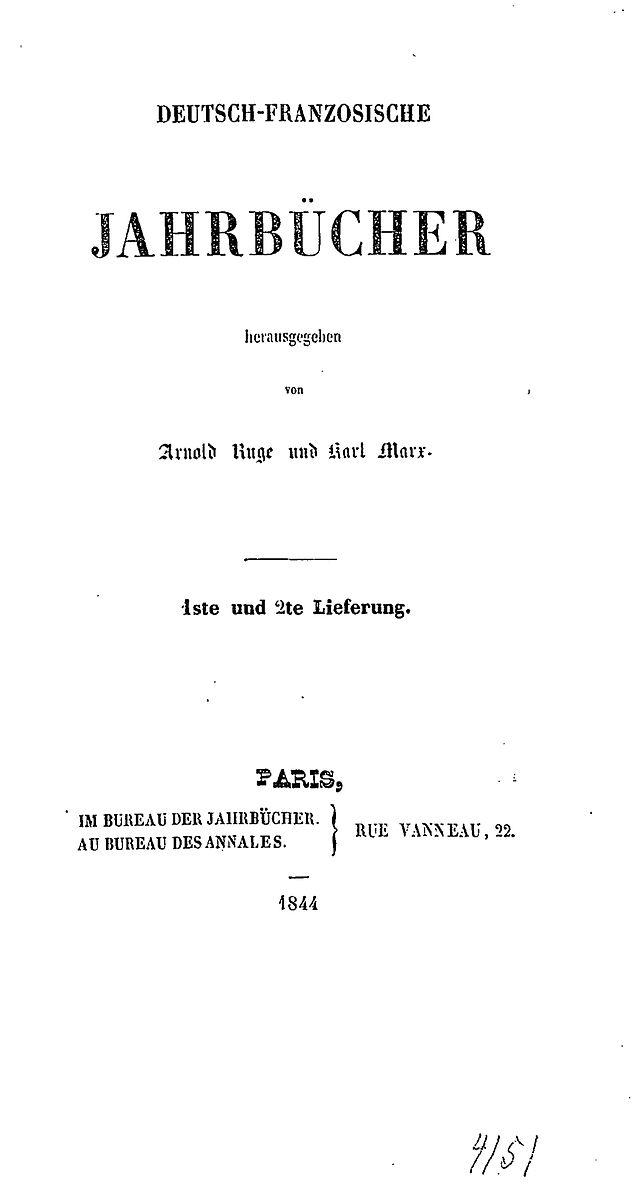 DEUTSCH-FRANZOSISCHE
JAHRBÜCHER
herausgegeben
von
Arnold Ruge und Karl Marx.
1ste und 2te Lieferung.
PARIS,
IM BUREAU DER JAHRBÜCHER.
AU BUREAU DES ANNALES.
} RUE VANNEAU, 22.
1844
4151